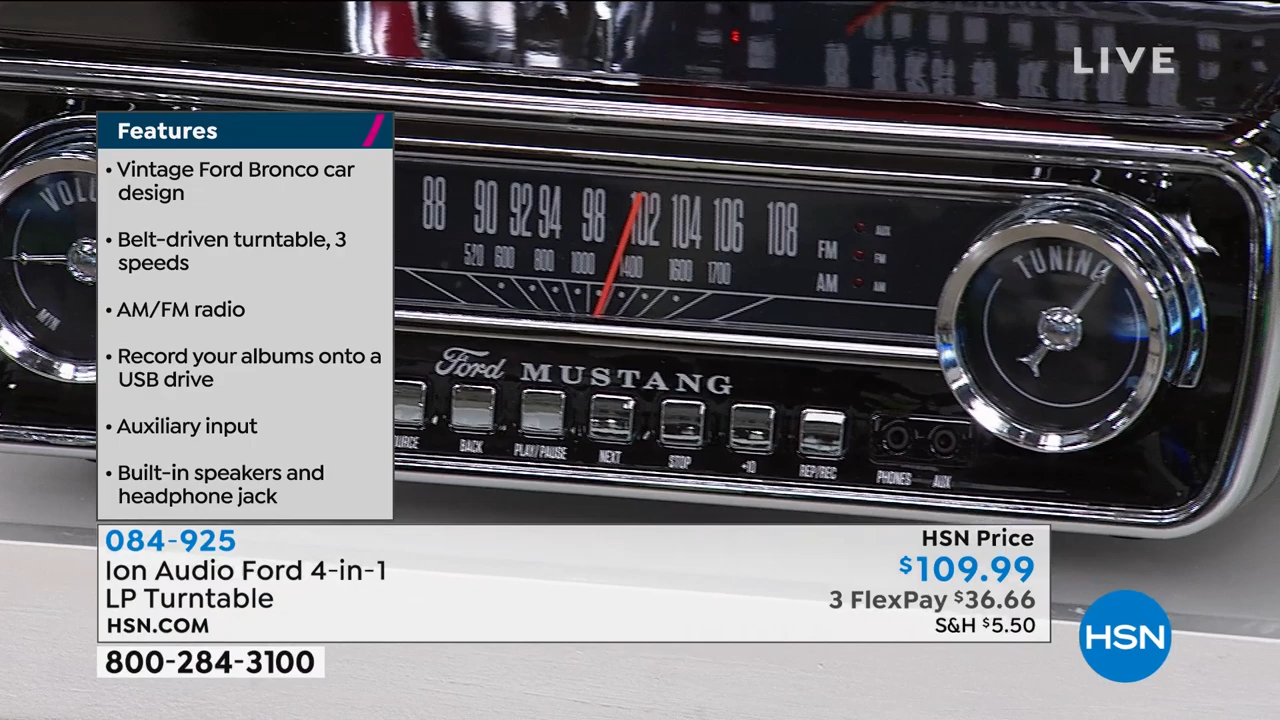 LIVE
Features
• Vintage Ford Bronco car
design
• Belt-driven turntable, 3
speeds
• AM/FM radio
• Record your albums onto a
USB drive
• Auxiliary input
• Built-in speakers and
headphone jack
VOLU
MIN
88 90 92 94 98 102 104 106 108 FM
520 600 800 1000 1400 1600 1700 AM
AUX
FM
AM
TUNING
Ford MUSTANG
URCE BACK PLAY/PAUSE NEXT STOP +10 REP/REC PHONES AUX
084-925
Ion Audio Ford 4-in-1
LP Turntable
HSN.COM
800-284-3100
HSN Price
$109.99
3 FlexPay $36.66
S&H $5.50
HSN